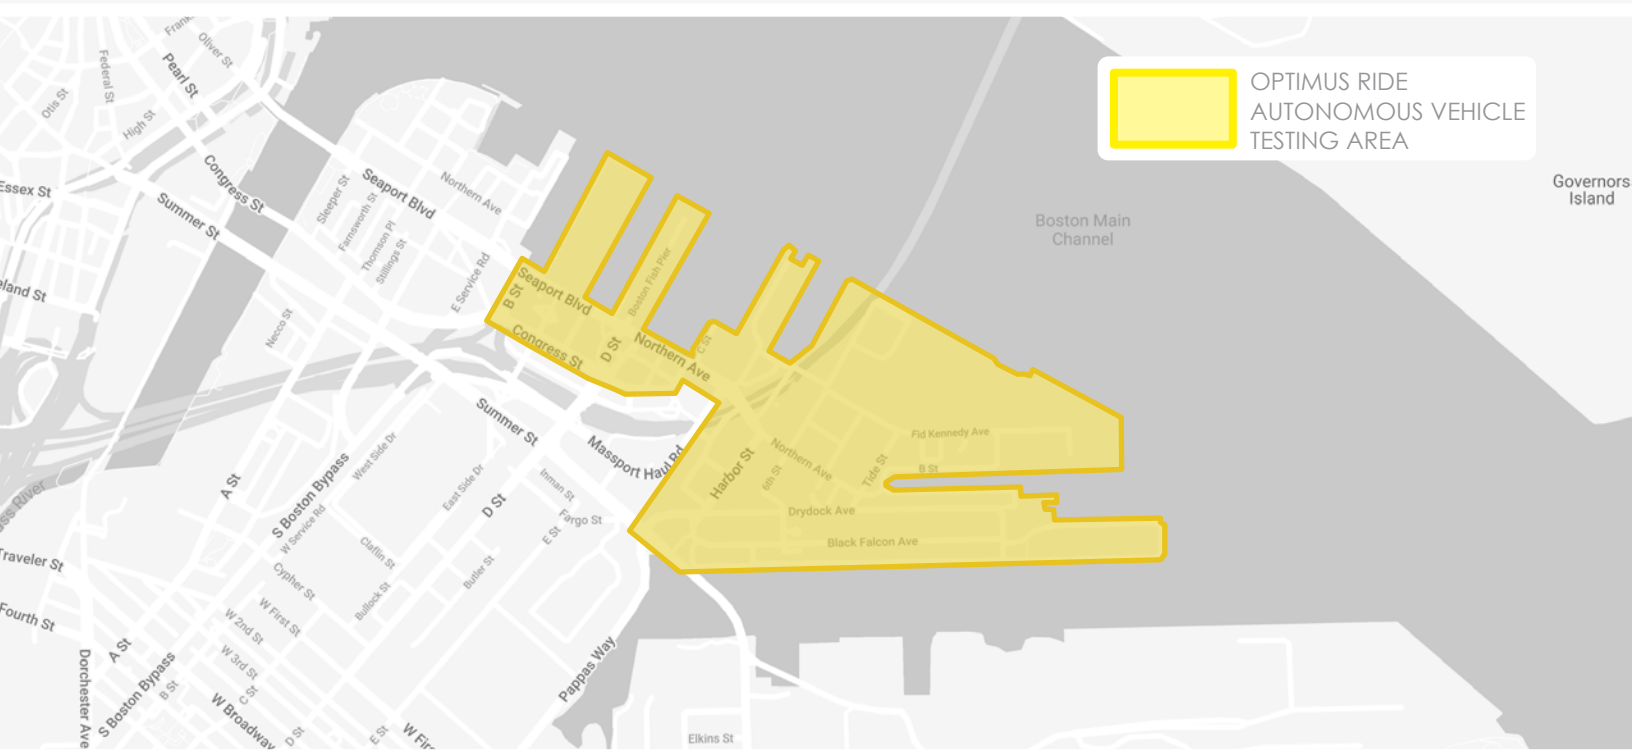 OPTIMUS RIDE
AUTONOMOUS VEHICLE
TESTING AREA
Governors
Island
Boston Main
Channel
Oliver St
Federal St
Pearl St
Otis St
High St
Essex St
Congress St
Summer St
Sleeper St
Seaport Blvd
Northern Ave
Farnsworth St
Thomson Pl
Stillings St
E Service Rd
Necco St
Seaport Blvd
B St
Congress St
Boston Fish Pier
D St
Northern Ave
C St
Summer St
Massport Haul Rd
Harbor St
Northern Ave
6th St
Tide St
Fid Kennedy Ave
B St
Drydock Ave
Black Falcon Ave
eland St
A St
S Boston Bypass
West Side Dr
W Service Rd
East Side Dr
D St
Inman St
Fargo St
E St
Claflin St
Cypher St
Bullock St
Butler St
Traveler St
Fourth St
W First St
W 2nd St
W 3rd St
A St
S Boston Bypass
B St
C St
Dorchester Ave
W Broadway
D St
E St
W Firs
Pappas Way
Elkins St